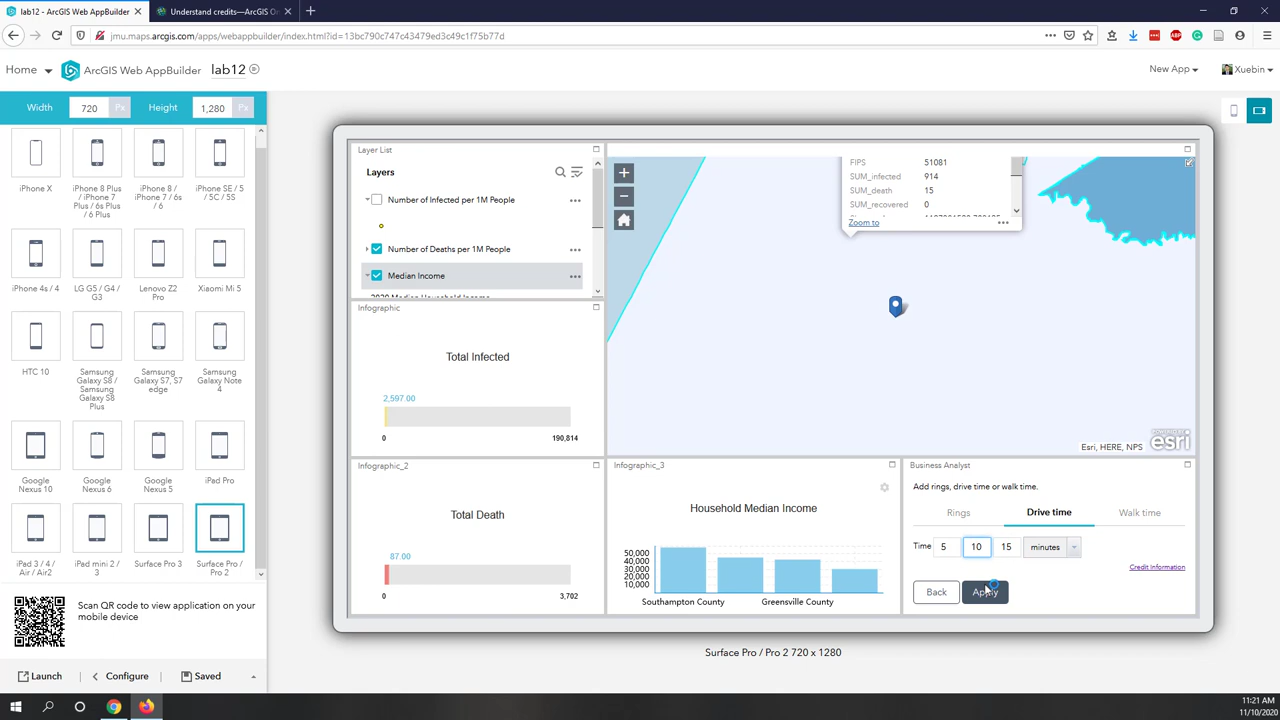 lab12 - ArcGIS Web AppBuilder
Understand credits—ArcGIS O
jmu.maps.arcgis.com/apps/webappbuilder/index.html?id=13bc790c747c43479ed3c49c1f75b77d
Home
ArcGIS Web AppBuilder
lab12
New App
Xuebin
Width
720
Px
Height
1,280
Px
iPhone X
iPhone 8 Plus
/ iPhone 7
Plus / 6s Plus
/ 6 Plus
iPhone 8 /
iPhone 7 / 6s
/ 6
iPhone SE / 5
/ 5C / 5S
iPhone 4s / 4
LG G5 / G4 /
G3
Lenovo Z2
Pro
Xiaomi Mi 5
HTC 10
Samsung
Galaxy S8 /
Samsung
Galaxy S8
Plus
Samsung
Galaxy S7, S7
edge
Samsung
Galaxy Note
4
Google
Nexus 10
Google
Nexus 6
Google
Nexus 5
iPad Pro
iPad 3 / 4
/ Air / Air2
iPad mini 2 /
3
Surface Pro 3
Surface Pro /
Pro 2
Scan QR code to view application on your
mobile device
Launch
Configure
Saved
Layer List
Layers
Number of Infected per 1M People
Number of Deaths per 1M People
Median Income
2020 Median Household Income
FIPS 51081
SUM_infected 914
SUM_death 15
SUM_recovered 0
Zoom to
Esri, HERE, NPS
POWERED BY
esri
Infographic
Total Infected
2,597.00
0
190,814
Infographic_2
Total Death
87.00
0
3,702
Infographic_3
Household Median Income
50,000
40,000
30,000
20,000
10,000
Southampton County
Greensville County
Business Analyst
Add rings, drive time or walk time.
Rings
Drive time
Walk time
Time
5
10
15
minutes
Credit Information
Back
Apply
Surface Pro / Pro 2 720 x 1280
11:21 AM
11/10/2020